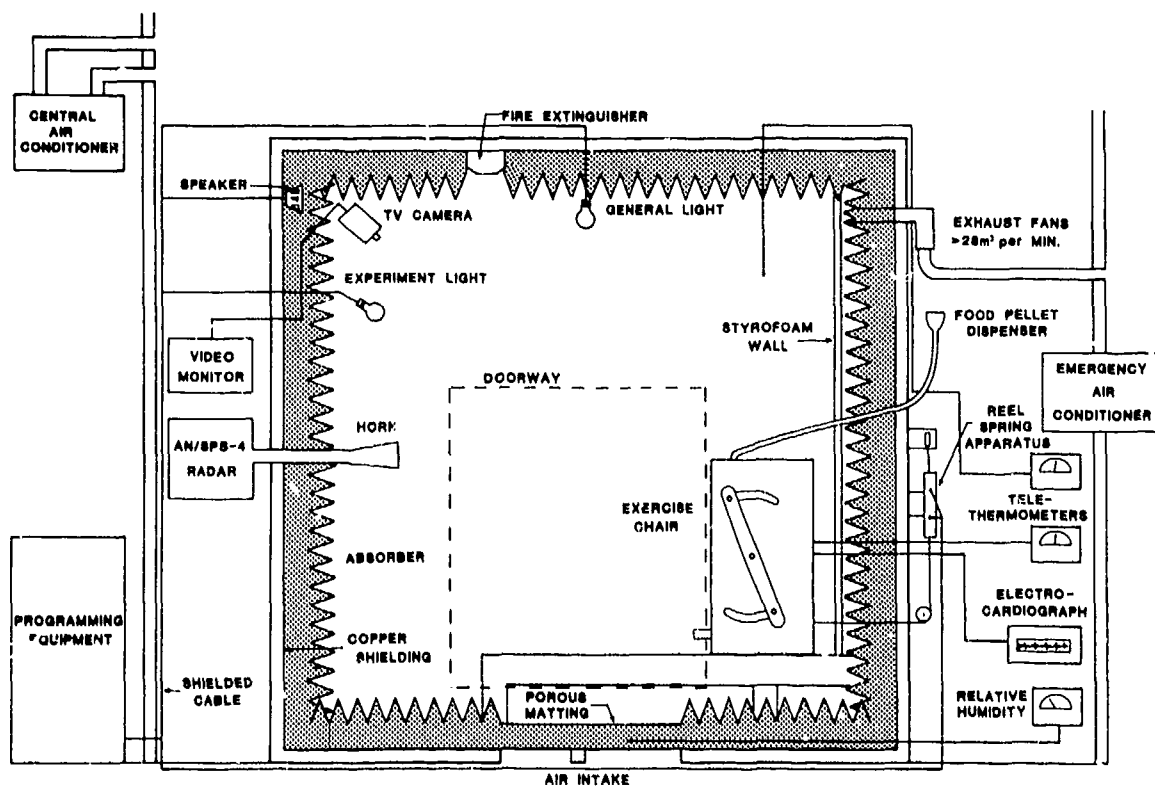 CENTRAL
AIR
CONDITIONER
FIRE EXTINGUISHER
SPEAKER
TV CAMERA
GENERAL LIGHT
EXHAUST FANS
>28m³ per MIN.
EXPERIMENT LIGHT
FOOD PELLET
DISPENSER
STYROFOAM
WALL
VIDEO
MONITOR
DOORWAY
EMERGENCY
AIR
CONDITIONER
REEL
SPRING
APPARATUS
AN/SPS-4
RADAR
HORN
EXERCISE
CHAIR
TELE-
THERMOMETERS
ABSORBER
ELECTRO-
CARDIOGRAPH
PROGRAMMING
EQUIPMENT
COPPER
SHIELDING
SHIELDED
CABLE
POROUS
MATTING
RELATIVE
HUMIDITY
AIR INTAKE